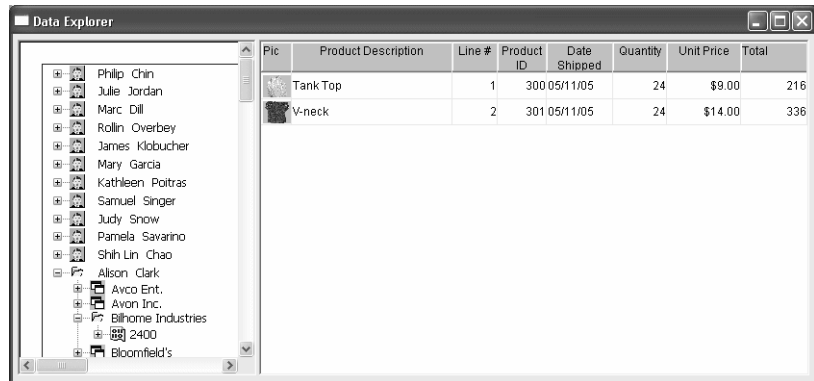 Data Explorer
Philip Chin
Julie Jordan
Marc Dill
Rollin Overbey
James Klobucher
Mary Garcia
Kathleen Poitras
Samuel Singer
Judy Snow
Pamela Savarino
Shih Lin Chao
Alison Clark
Avco Ent.
Avon Inc.
Bilhome Industries
2400
Bloomfield's
Pic Product Description Line # Product ID Date Shipped Quantity Unit Price Total
Tank Top 1 300 05/11/05 24 $9.00 216
V-neck 2 301 05/11/05 24 $14.00 336